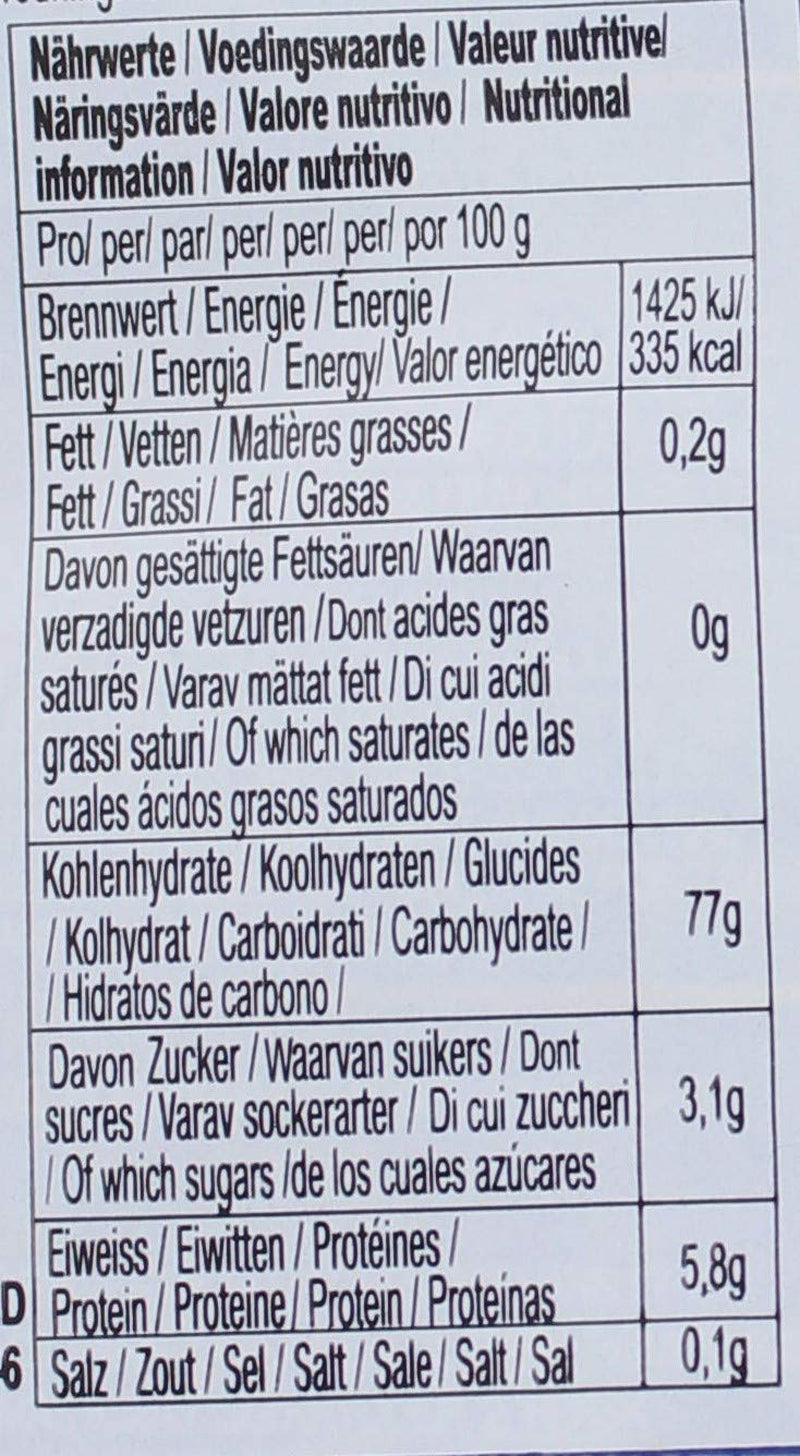 Nährwerte / Voedingswaarde / Valeur nutritive/
Näringsvärde / Valore nutritivo / Nutritional
information / Valor nutritivo
Pro/ per/ par/ per/ per/ per/ por 100 g
Brennwert / Energie / Énergie /
Energi / Energia / Energy/ Valor energético
1425 kJ/
335 kcal
Fett / Vetten / Matières grasses /
Fett / Grassi / Fat / Grasas
0,2g
Davon gesättigte Fettsäuren/ Waarvan
verzadigde vetzuren / Dont acides gras
saturés / Varav mättat fett / Di cui acidi
grassi saturi / Of which saturates / de las
cuales ácidos grasos saturados
0g
Kohlenhydrate / Koolhydraten / Glucides
/ Kolhydrat / Carboidrati / Carbohydrate /
/ Hidratos de carbono /
77g
Davon Zucker / Waarvan suikers / Dont
sucres / Varav sockerarter / Di cui zuccheri
/ Of which sugars /de los cuales azúcares
3,1g
Eiweiss / Eiwitten / Protéines /
Protein / Proteine / Protein / Proteínas
5,8g
D
Salz / Zout / Sel / Salt / Sale / Salt / Sal
0,1g
6